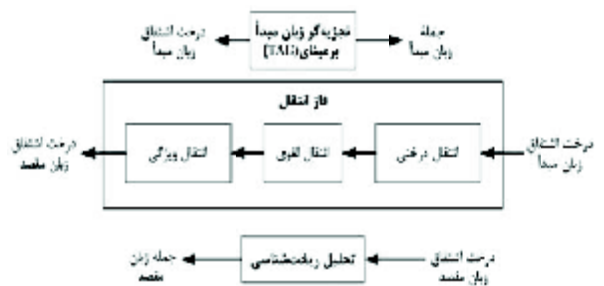 جملهٔ
زبان مبدأ
تجزیه‌گر زبان مبدأ
برمبنای (TAG)
درخت اشتقاق
زبان مبدأ
فاز انتقال
درخت اشتقاق
زبان مبدأ
انتقال درختی
انتقال لغوی
انتقال ویژگی
درخت اشتقاق
زبان مقصد
درخت اشتقاق
زبان مقصد
تحلیل ریخت‌شناسی
جمله زبان
مقصد